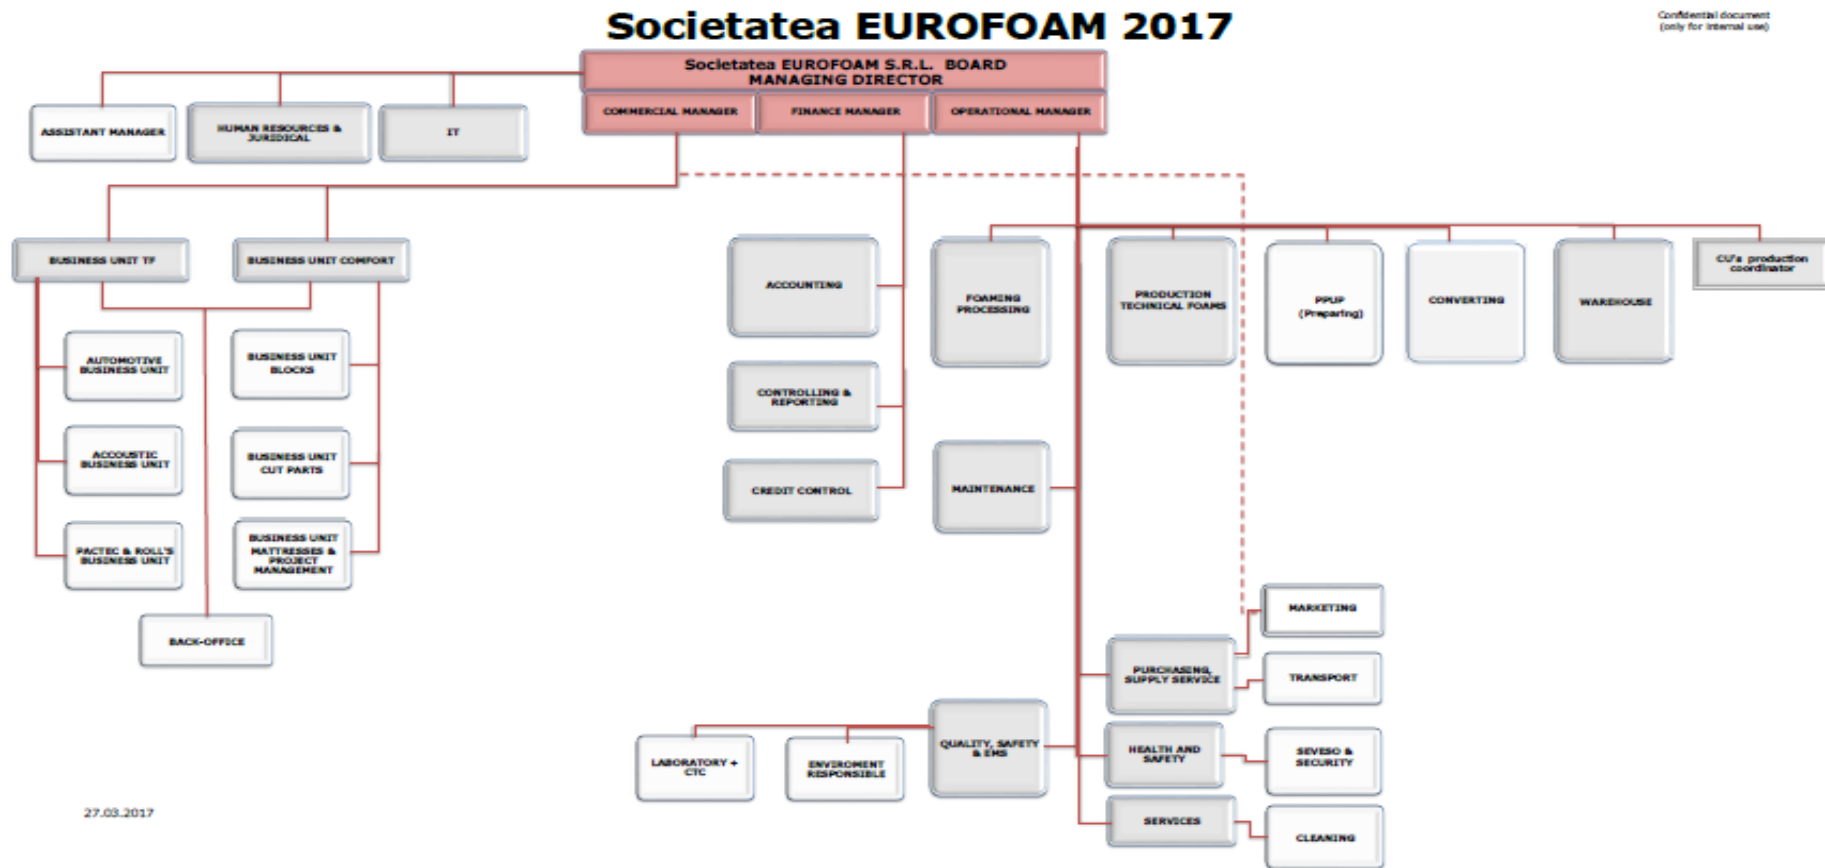 Societatea EUROFOAM 2017
Confidential document
(only for internal use)
Societatea EUROFOAM S.R.L. BOARD
MANAGING DIRECTOR
COMMERCIAL MANAGER
FINANCE MANAGER
OPERATIONAL MANAGER
ASSISTANT MANAGER
HUMAN RESOURCES &
JURIDICAL
IT
BUSINESS UNIT TF
BUSINESS UNIT COMFORT
ACCOUNTING
FOAMING
PROCESSING
PRODUCTION
TECHNICAL FOAMS
PPUP
(Preparing)
CONVERTING
WAREHOUSE
CU's production
coordinator
AUTOMOTIVE
BUSINESS UNIT
BUSINESS UNIT
BLOCKS
CONTROLLING &
REPORTING
ACCOUSTIC
BUSINESS UNIT
BUSINESS UNIT
CUT PARTS
CREDIT CONTROL
MAINTENANCE
PACTEC & ROLL'S
BUSINESS UNIT
BUSINESS UNIT
MATTRESSES &
PROJECT
MANAGEMENT
BACK-OFFICE
MARKETING
PURCHASING,
SUPPLY SERVICE
TRANSPORT
LABORATORY +
CTC
ENVIROMENT
RESPONSIBLE
QUALITY, SAFETY
& EMS
HEALTH AND
SAFETY
SEVESO &
SECURITY
SERVICES
CLEANING
27.03.2017